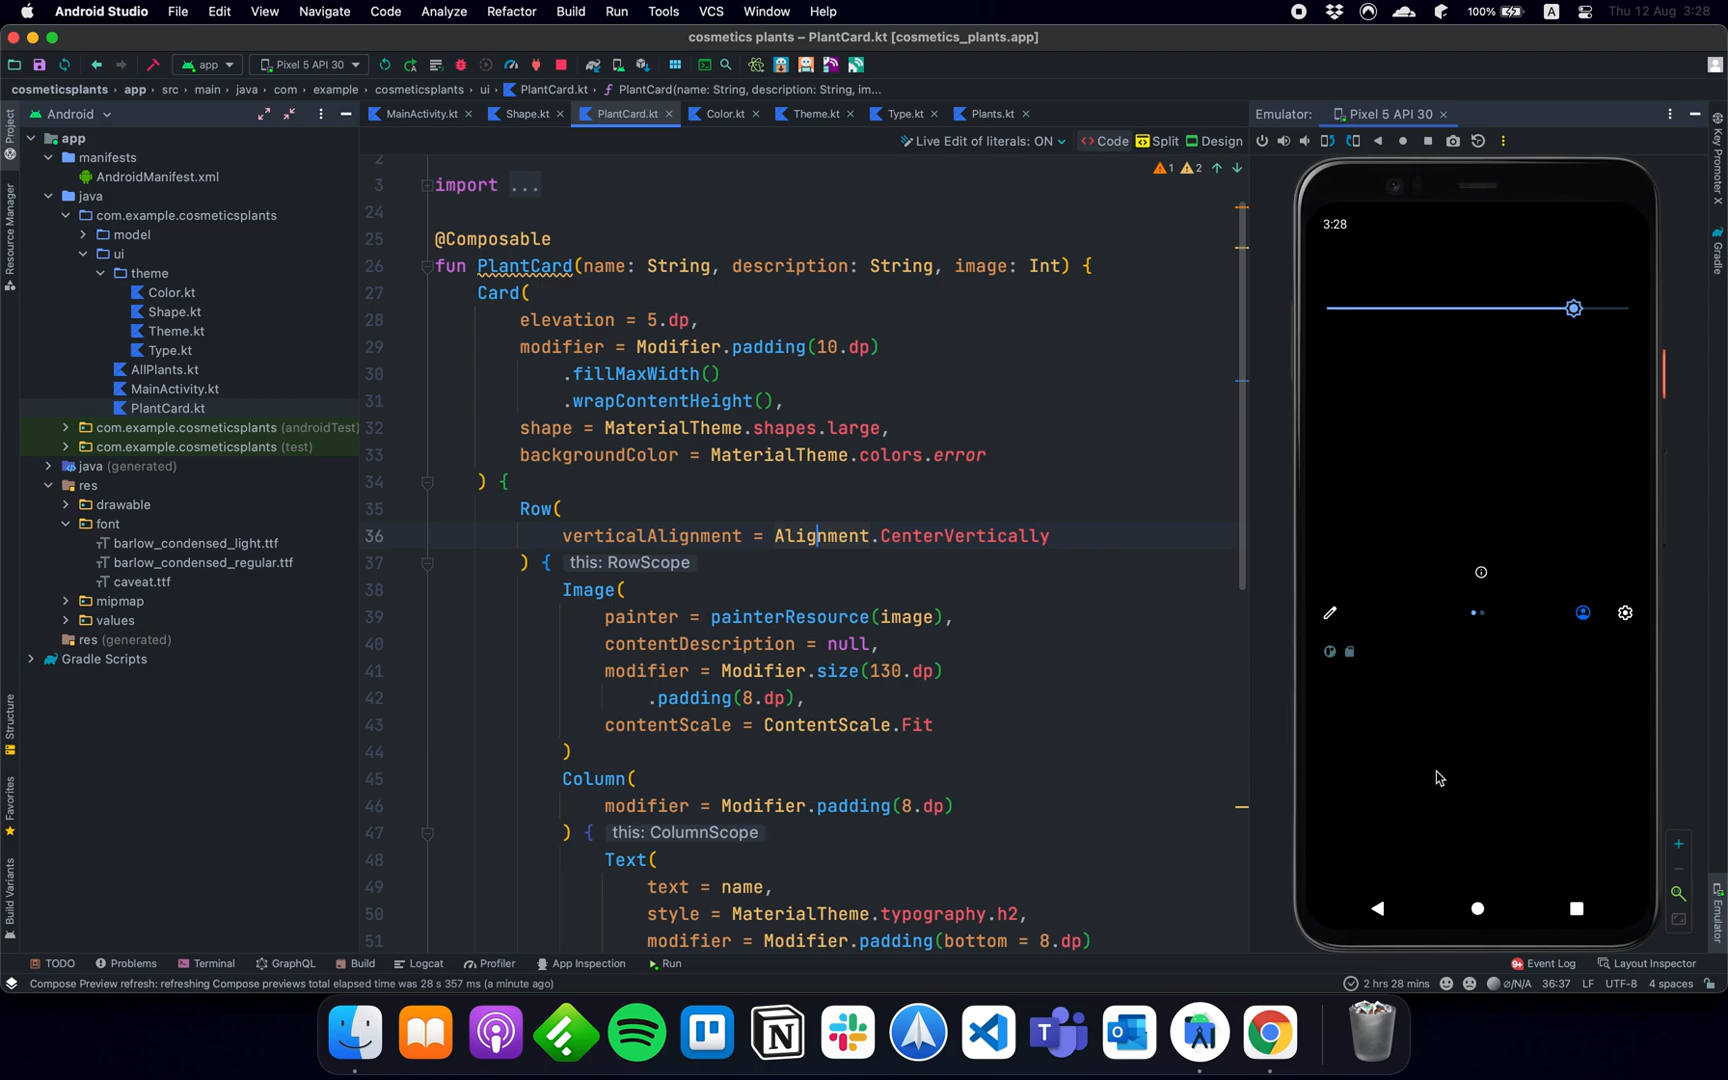 Android Studio File Edit View Navigate Code Analyze Refactor Build Run Tools VCS Window Help 100% A Thu 12 Aug 3:28
cosmetics plants – PlantCard.kt [cosmetics_plants.app]
app Pixel 5 API 30
cosmeticsplants › app › src › main › java › com › example › cosmeticsplants › ui › PlantCard.kt › PlantCard(name: String, description: String, im...
Android
MainActivity.kt Shape.kt PlantCard.kt Color.kt Theme.kt Type.kt Plants.kt
Emulator: Pixel 5 API 30
Live Edit of literals: ON Code Split Design
Project
Resource Manager
Structure
Favorites
Build Variants
app
manifests
AndroidManifest.xml
java
com.example.cosmeticsplants
model
ui
theme
Color.kt
Shape.kt
Theme.kt
Type.kt
AllPlants.kt
MainActivity.kt
PlantCard.kt
com.example.cosmeticsplants (androidTest)
com.example.cosmeticsplants (test)
java (generated)
res
drawable
font
barlow_condensed_light.ttf
barlow_condensed_regular.ttf
caveat.ttf
mipmap
values
res (generated)
Gradle Scripts
1 2
2
3 import ...
24
25 @Composable
26 fun PlantCard(name: String, description: String, image: Int) {
27 Card(
28 elevation = 5.dp,
29 modifier = Modifier.padding(10.dp)
30 .fillMaxWidth()
31 .wrapContentHeight(),
32 shape = MaterialTheme.shapes.large,
33 backgroundColor = MaterialTheme.colors.error
34 ) {
35 Row(
36 verticalAlignment = Alignment.CenterVertically
37 ) { this: RowScope
38 Image(
39 painter = painterResource(image),
40 contentDescription = null,
41 modifier = Modifier.size(130.dp)
42 .padding(8.dp),
43 contentScale = ContentScale.Fit
44 )
45 Column(
46 modifier = Modifier.padding(8.dp)
47 ) { this: ColumnScope
48 Text(
49 text = name,
50 style = MaterialTheme.typography.h2,
51 modifier = Modifier.padding(bottom = 8.dp)
3:28
Key Promoter X
Gradle
Emulator
TODO Problems Terminal GraphQL Build Logcat Profiler App Inspection Run 9+ Event Log Layout Inspector
Compose Preview refresh: refreshing Compose previews total elapsed time was 28 s 357 ms (a minute ago) 2 hrs 28 mins ⌀/N/A 36:37 LF UTF-8 4 spaces